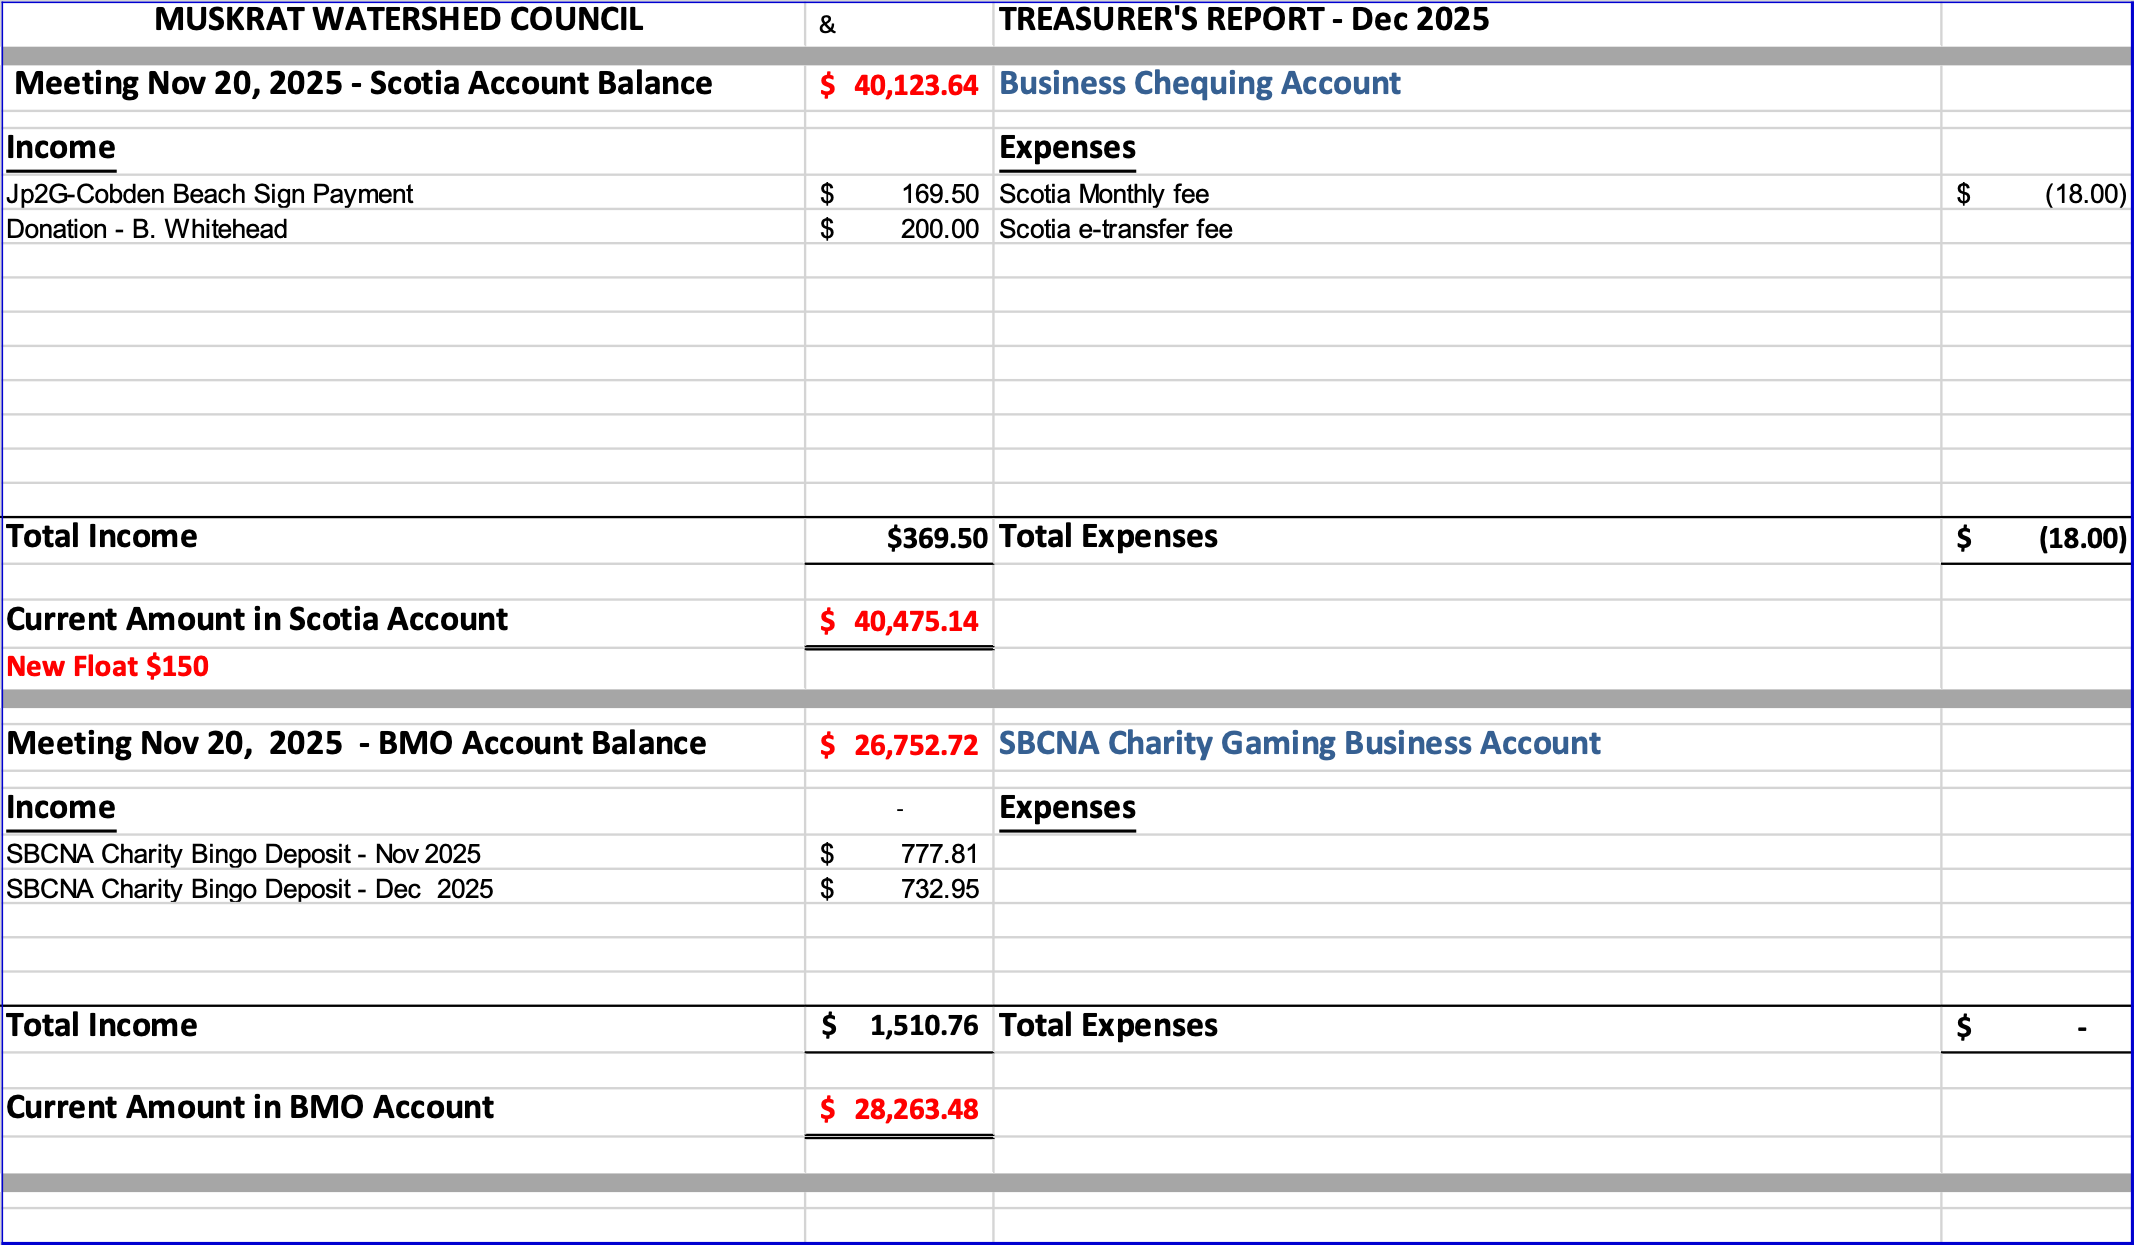 MUSKRAT WATERSHED COUNCIL & TREASURER'S REPORT - Dec 2025
Meeting Nov 20, 2025 - Scotia Account Balance $ 40,123.64 Business Chequing Account
Income Expenses
Jp2G-Cobden Beach Sign Payment $ 169.50 Scotia Monthly fee $ (18.00)
Donation - B. Whitehead $ 200.00 Scotia e-transfer fee
Total Income $369.50 Total Expenses $ (18.00)
Current Amount in Scotia Account $ 40,475.14
New Float $150
Meeting Nov 20, 2025 - BMO Account Balance $ 26,752.72 SBCNA Charity Gaming Business Account
Income - Expenses
SBCNA Charity Bingo Deposit - Nov 2025 $ 777.81
SBCNA Charity Bingo Deposit - Dec 2025 $ 732.95
Total Income $ 1,510.76 Total Expenses $ -
Current Amount in BMO Account $ 28,263.48